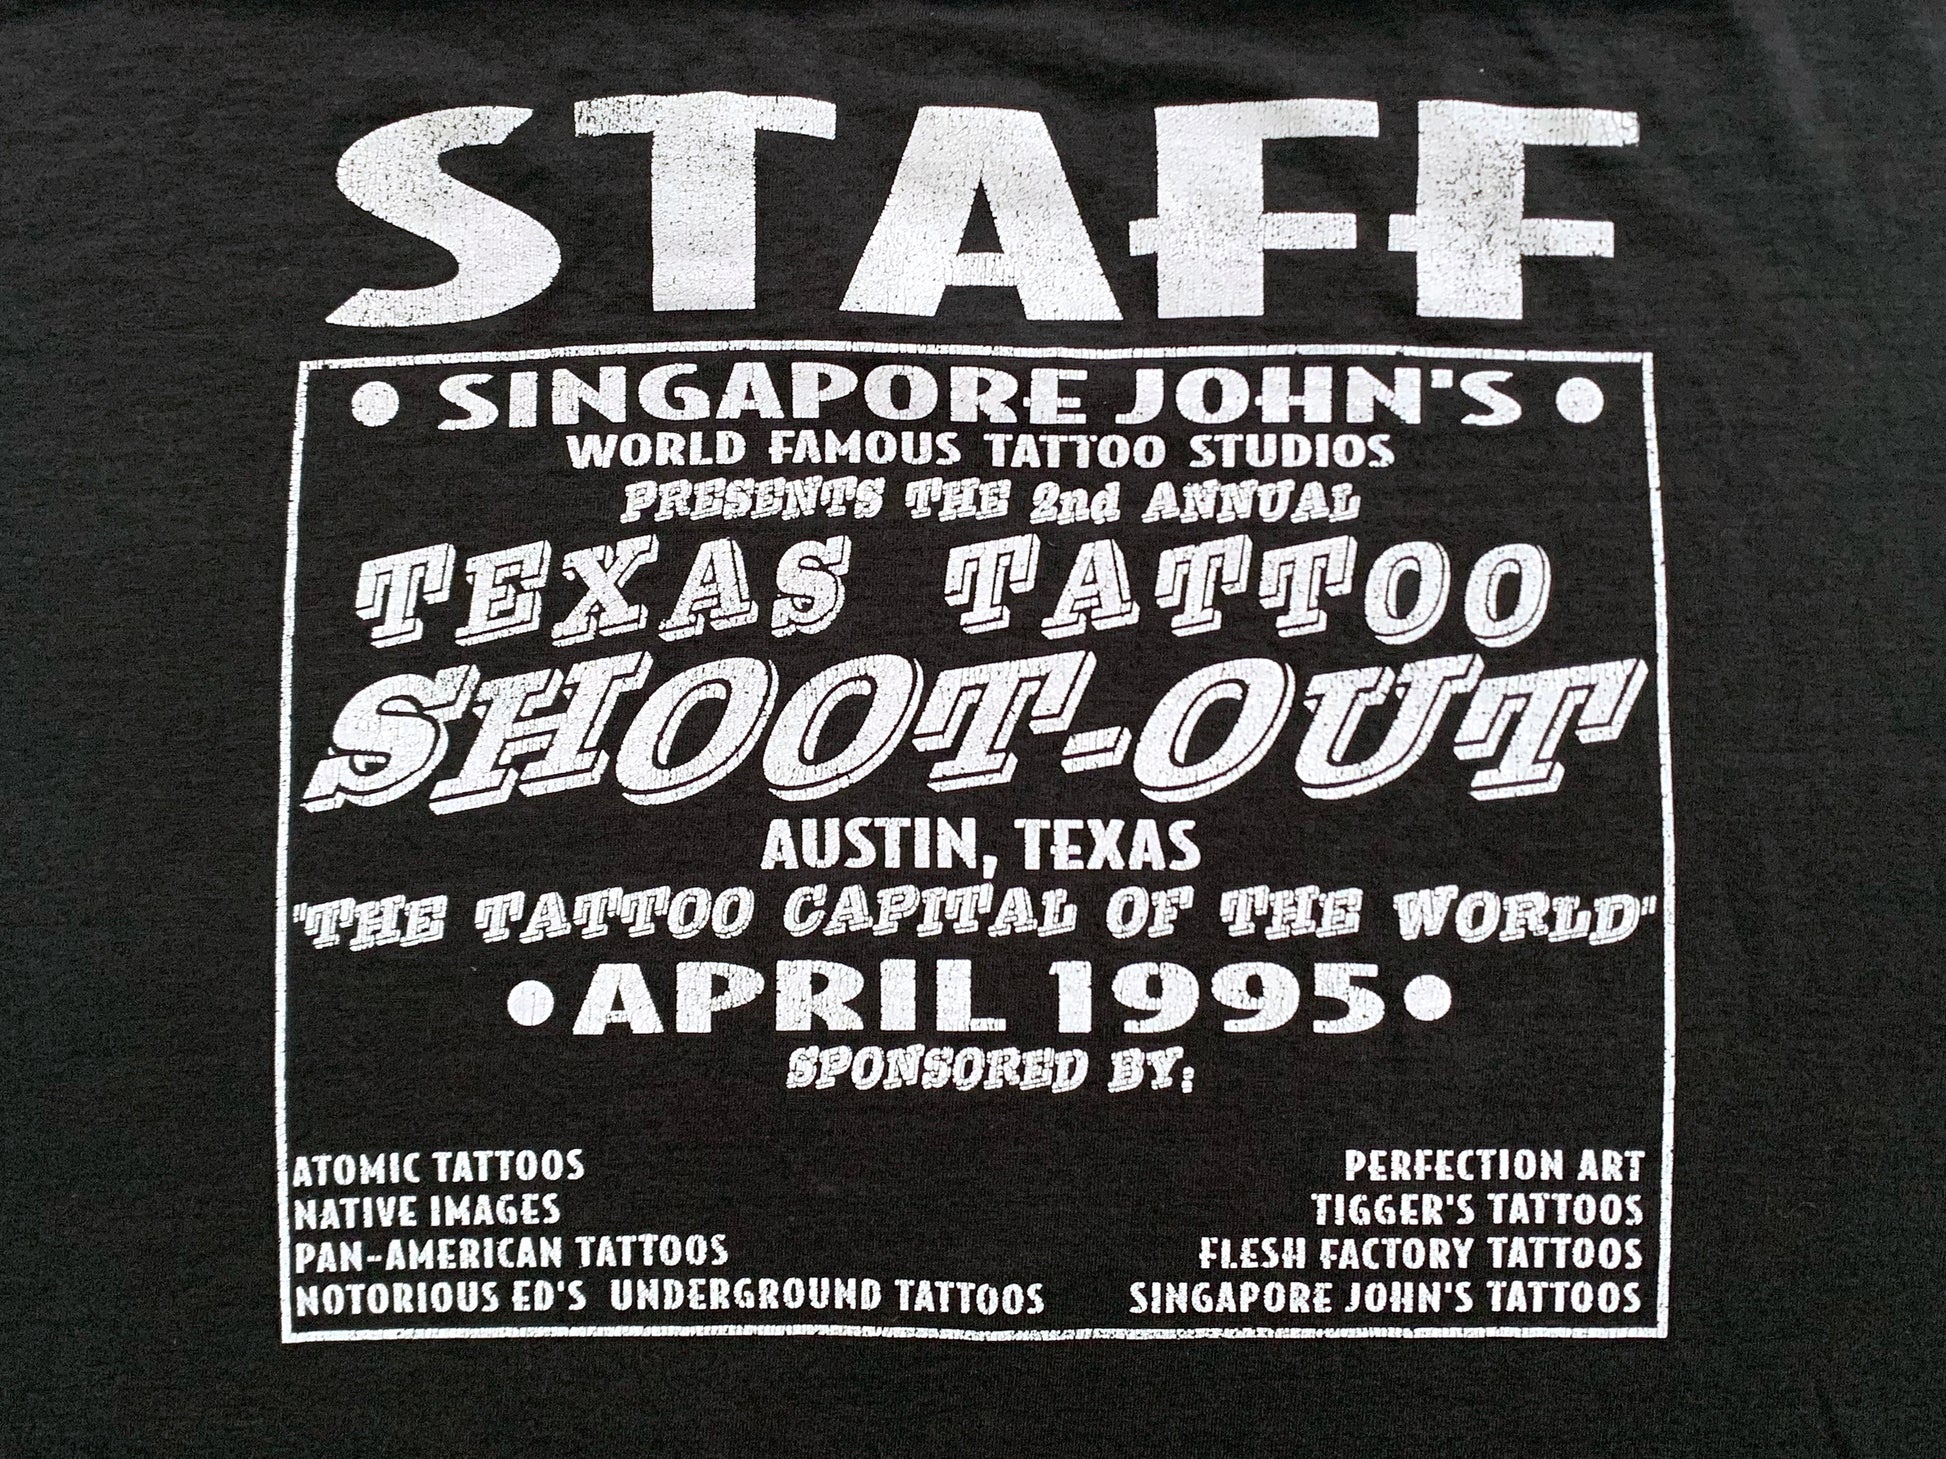 STAFF
• SINGAPORE JOHN'S •
WORLD FAMOUS TATTOO STUDIOS
PRESENTS THE 2nd ANNUAL
TEXAS TATTOO
SHOOT-OUT
AUSTIN, TEXAS
"THE TATTOO CAPITAL OF THE WORLD"
• APRIL 1995 •
SPONSORED BY:
ATOMIC TATTOOS
NATIVE IMAGES
PAN-AMERICAN TATTOOS
NOTORIOUS ED'S UNDERGROUND TATTOOS
PERFECTION ART
TIGGER'S TATTOOS
FLESH FACTORY TATTOOS
SINGAPORE JOHN'S TATTOOS